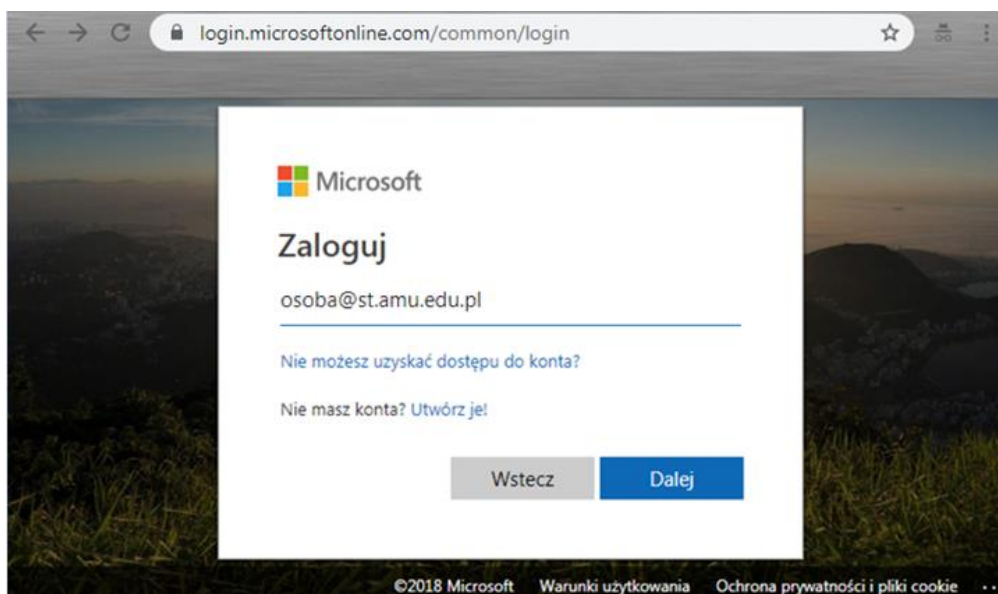 login.microsoftonline.com/common/login
Microsoft
Zaloguj
osoba@st.amu.edu.pl
Nie możesz uzyskać dostępu do konta?
Nie masz konta? Utwórz je!
Wstecz Dalej
©2018 Microsoft Warunki użytkowania Ochrona prywatności i pliki cookie ...